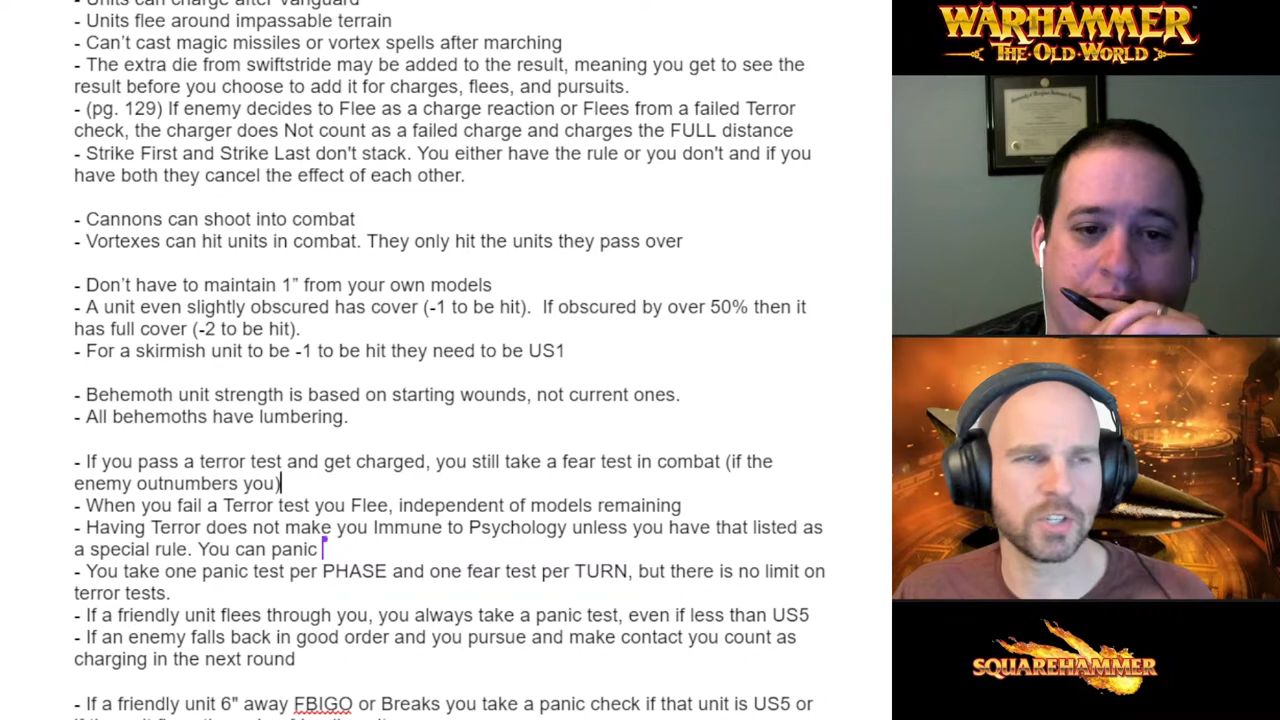 - Units can charge after vanguard
- Units flee around impassable terrain
- Can't cast magic missiles or vortex spells after marching
- The extra die from swiftstride may be added to the result, meaning you get to see the
result before you choose to add it for charges, flees, and pursuits.
- (pg. 129) If enemy decides to Flee as a charge reaction or Flees from a failed Terror
check, the charger does Not count as a failed charge and charges the FULL distance
- Strike First and Strike Last don't stack. You either have the rule or you don't and if you
have both they cancel the effect of each other.
- Cannons can shoot into combat
- Vortexes can hit units in combat. They only hit the units they pass over
- Don't have to maintain 1” from your own models
- A unit even slightly obscured has cover (-1 to be hit).  If obscured by over 50% then it
has full cover (-2 to be hit).
- For a skirmish unit to be -1 to be hit they need to be US1
- Behemoth unit strength is based on starting wounds, not current ones.
- All behemoths have lumbering.
- If you pass a terror test and get charged, you still take a fear test in combat (if the
enemy outnumbers you)
- When you fail a Terror test you Flee, independent of models remaining
- Having Terror does not make you Immune to Psychology unless you have that listed as
a special rule. You can panic
- You take one panic test per PHASE and one fear test per TURN, but there is no limit on
terror tests.
- If a friendly unit flees through you, you always take a panic test, even if less than US5
- If an enemy falls back in good order and you pursue and make contact you count as
charging in the next round
- If a friendly unit 6" away FBIGO or Breaks you take a panic check if that unit is US5 or
WARHAMMER
THE OLD WORLD
SQUAREHAMMER